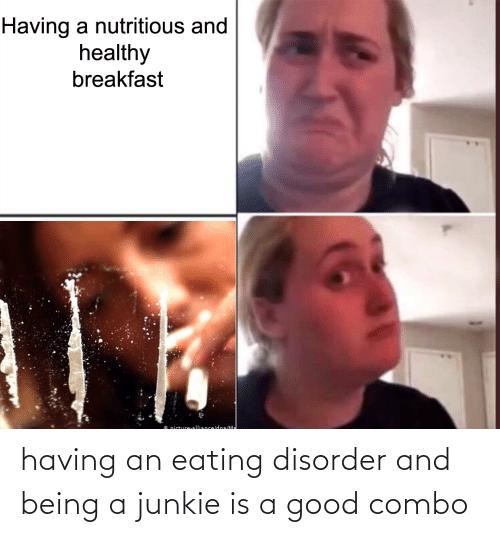 Having a nutritious and
healthy
breakfast
having an eating disorder and
being a junkie is a good combo